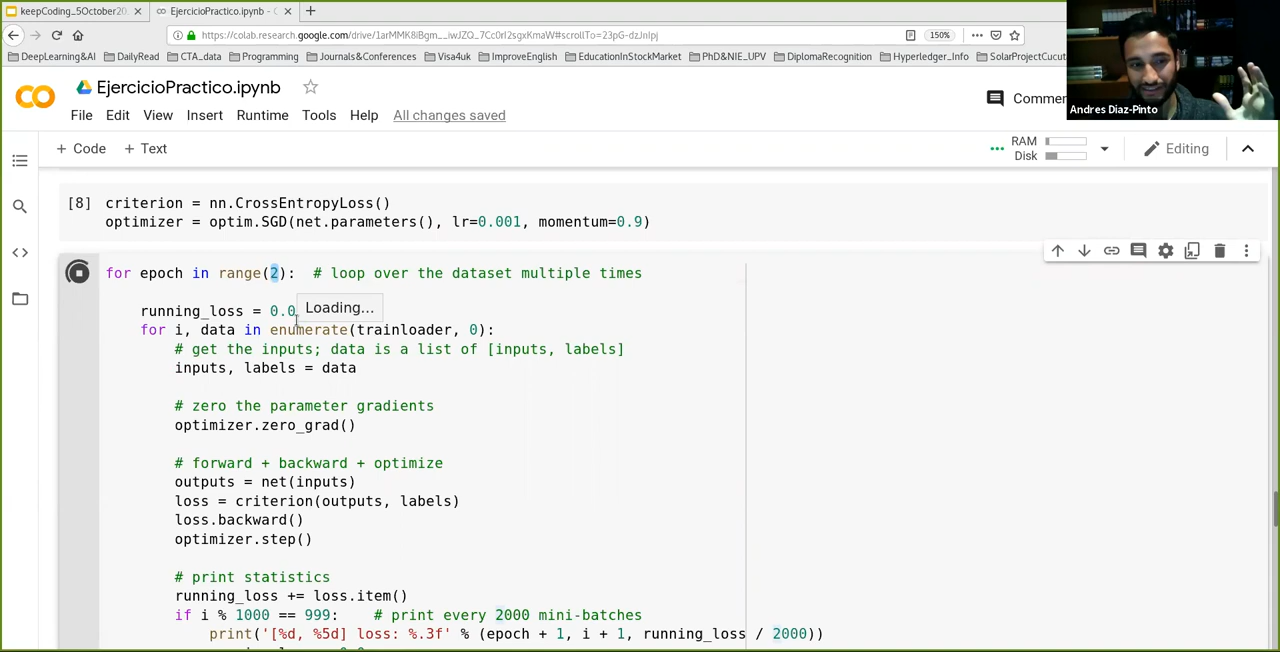 keepCoding_5October20
EjercicioPractico.ipynb - C
https://colab.research.google.com/drive/1arMMK8iBgm__iwJZQ_7Cc0rI2sgxKmaW#scrollTo=23pG-dzJnIpj
150%
DeepLearning&AI
DailyRead
CTA_data
Programming
Journals&Conferences
Visa4uk
ImproveEnglish
EducationInStockMarket
PhD&NIE_UPV
DiplomaRecognition
Hyperledger_Info
SolarProjectCucut
Andres Diaz-Pinto
CO
EjercicioPractico.ipynb
Commen
File Edit View Insert Runtime Tools Help All changes saved
+ Code + Text
RAM
Disk
Editing
[8] criterion = nn.CrossEntropyLoss()
optimizer = optim.SGD(net.parameters(), lr=0.001, momentum=0.9)
for epoch in range(2):  # loop over the dataset multiple times
running_loss = 0.0
Loading...
for i, data in enumerate(trainloader, 0):
# get the inputs; data is a list of [inputs, labels]
inputs, labels = data
# zero the parameter gradients
optimizer.zero_grad()
# forward + backward + optimize
outputs = net(inputs)
loss = criterion(outputs, labels)
loss.backward()
optimizer.step()
# print statistics
running_loss += loss.item()
if i % 1000 == 999:    # print every 2000 mini-batches
print('[%d, %5d] loss: %.3f' % (epoch + 1, i + 1, running_loss / 2000))